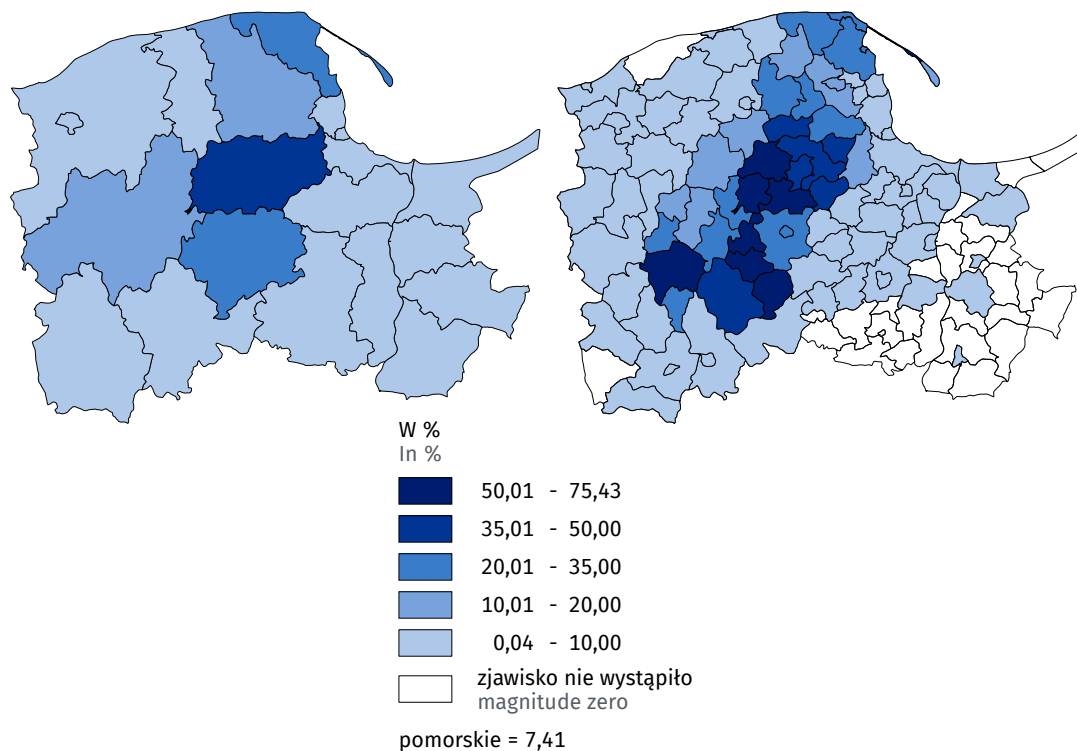 W %
In %
50,01 - 75,43
35,01 - 50,00
20,01 - 35,00
10,01 - 20,00
0,04 - 10,00
zjawisko nie wystąpiło
magnitude zero
pomorskie = 7,41